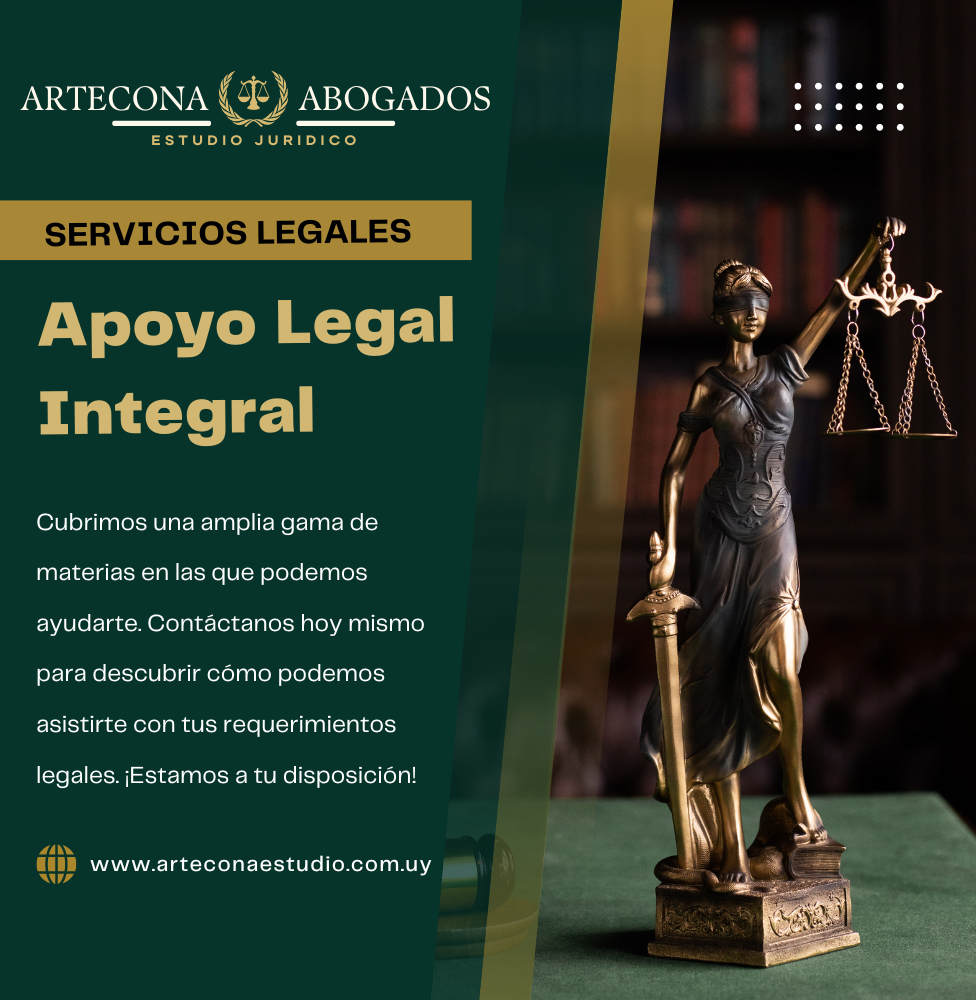 ARTECONA ABOGADOS
ESTUDIO JURIDICO
SERVICIOS LEGALES
Apoyo Legal
Integral
Cubrimos una amplia gama de
materias en las que podemos
ayudarte. Contáctanos hoy mismo
para descubrir cómo podemos
asistirte con tus requerimientos
legales. ¡Estamos a tu disposición!
www.arteconaestudio.com.uy